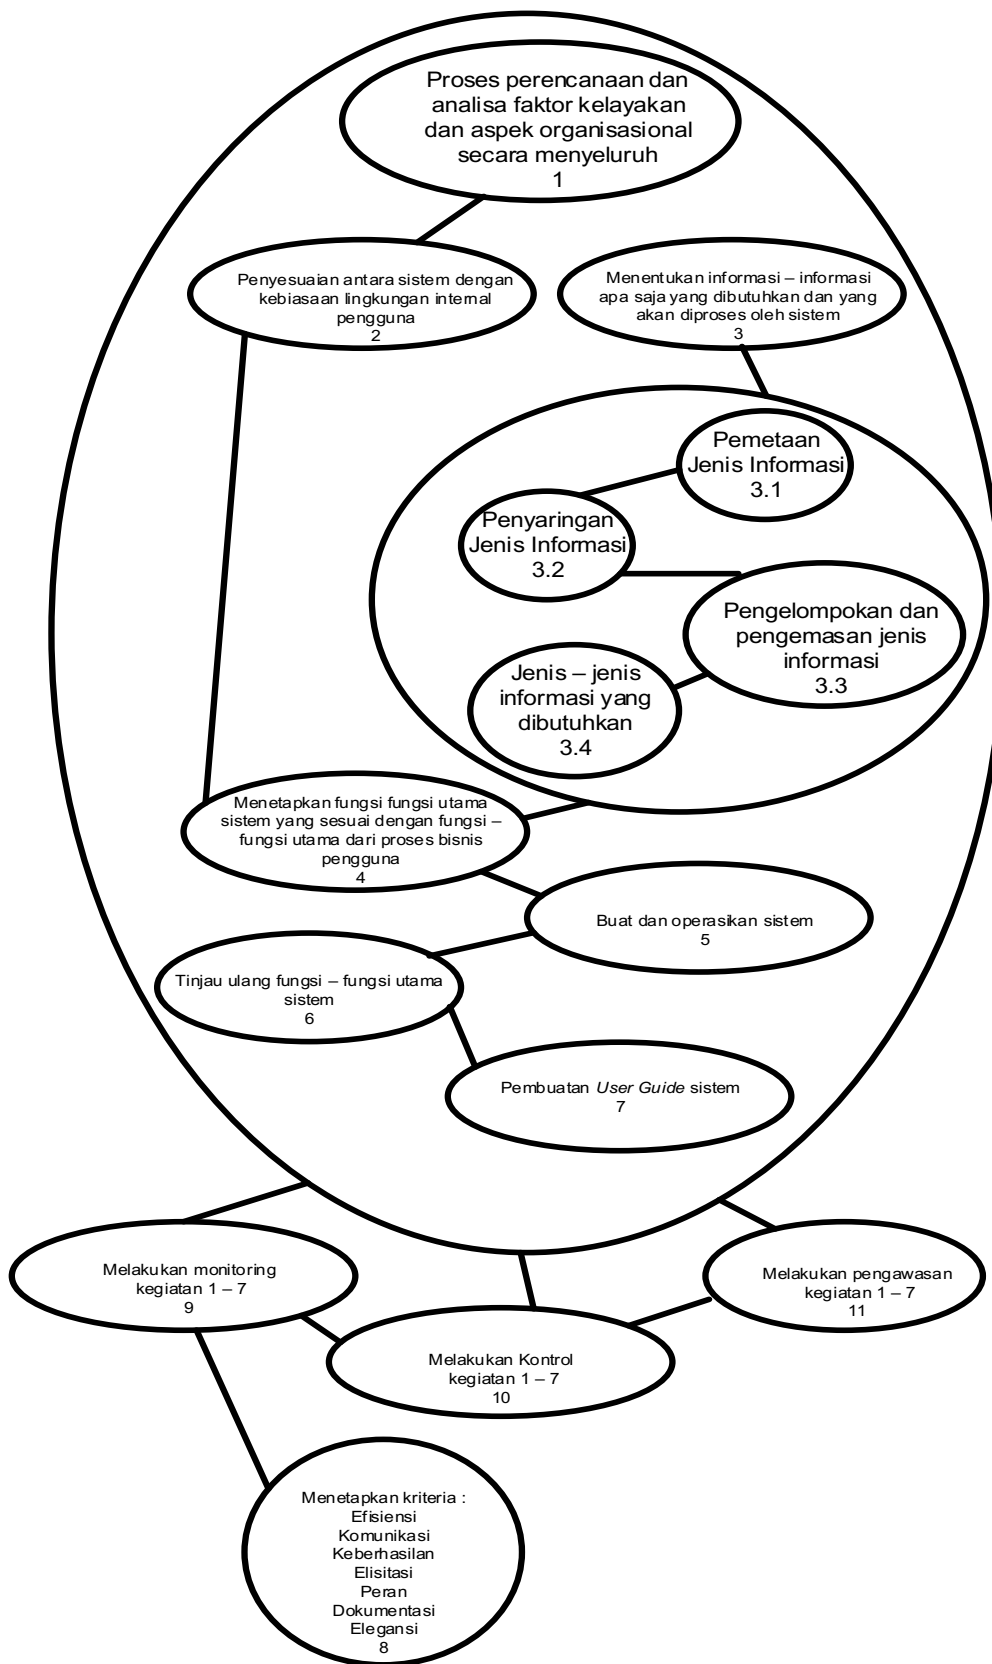 Proses perencanaan dan
analisa faktor kelayakan
dan aspek organisasional
secara menyeluruh
1
Penyesuaian antara sistem dengan
kebiasaan lingkungan internal
pengguna
2
Menentukan informasi – informasi
apa saja yang dibutuhkan dan yang
akan diproses oleh sistem
3
Pemetaan
Jenis Informasi
3.1
Penyaringan
Jenis Informasi
3.2
Pengelompokan dan
pengemasan jenis
informasi
3.3
Jenis – jenis
informasi yang
dibutuhkan
3.4
Menetapkan fungsi fungsi utama
sistem yang sesuai dengan fungsi –
fungsi utama dari proses bisnis
pengguna
4
Buat dan operasikan sistem
5
Tinjau ulang fungsi – fungsi utama
sistem
6
Pembuatan User Guide sistem
7
Melakukan monitoring
kegiatan 1 – 7
9
Melakukan Kontrol
kegiatan 1 – 7
10
Melakukan pengawasan
kegiatan 1 – 7
11
Menetapkan kriteria :
Efisiensi
Komunikasi
Keberhasilan
Elisitasi
Peran
Dokumentasi
Elegansi
8